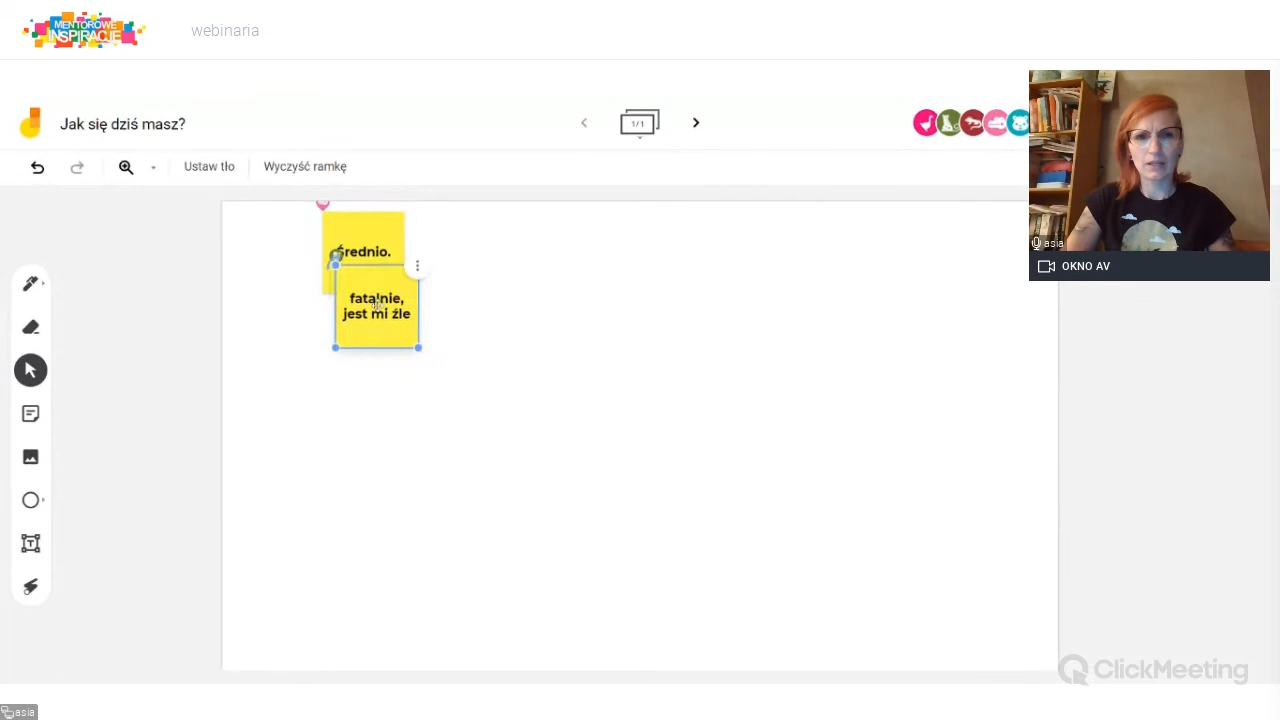 MENTOROWE
INSPIRACJE
webinaria
Jak się dziś masz?
1/1
Ustaw tło
Wyczyść ramkę
średnio.
fatalnie,
jest mi źle
asia
OKNO AV
ClickMeeting
asia